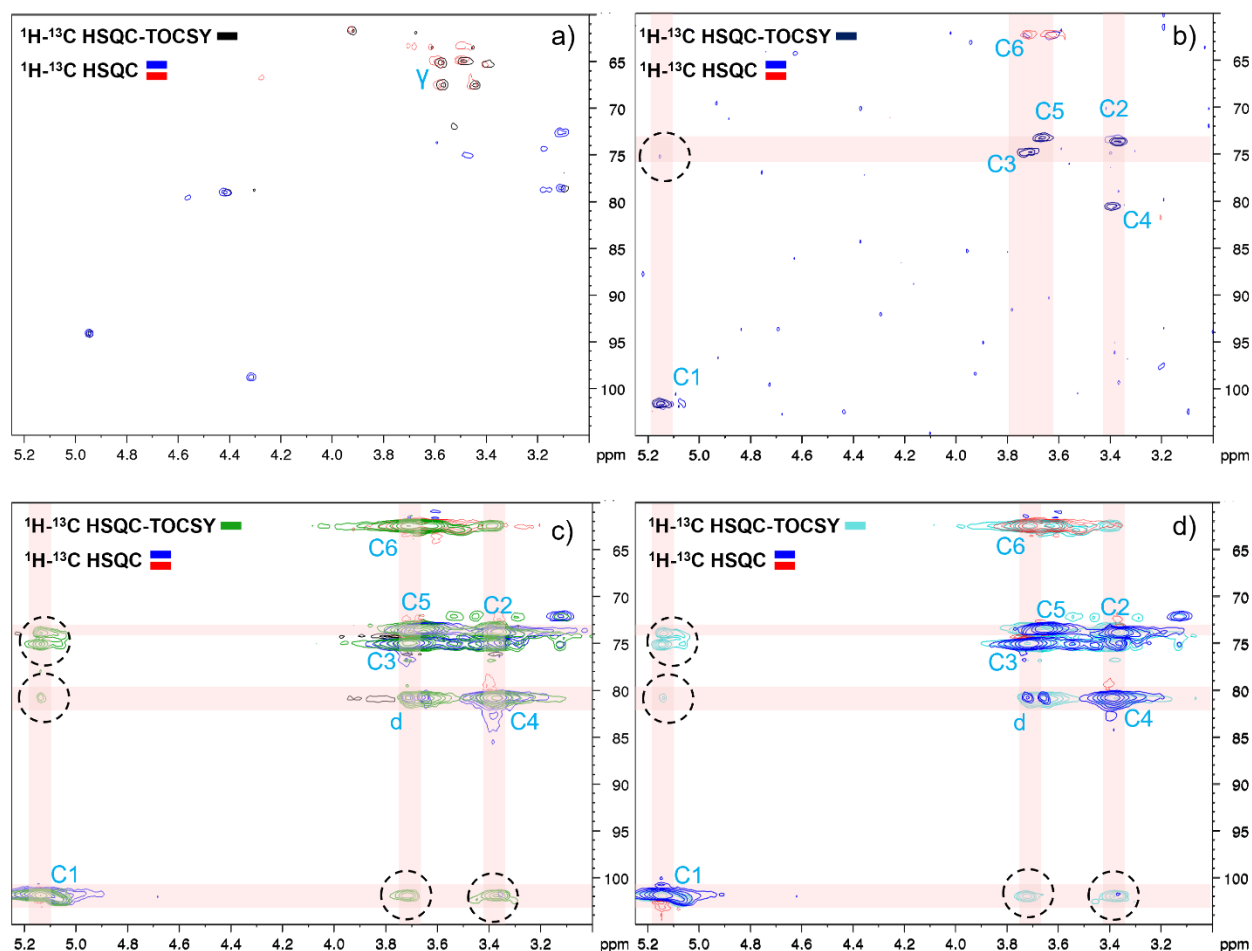 ¹H-¹³C HSQC-TOCSY a)
¹H-¹³C HSQC
γ
65
70
75
80
85
90
95
100
5.2 5.0 4.8 4.6 4.4 4.2 4.0 3.8 3.6 3.4 3.2 ppm
¹H-¹³C HSQC-TOCSY b)
¹H-¹³C HSQC
C6
C5 C2
C3
C4
C1
65
70
75
80
85
90
95
100
5.2 5.0 4.8 4.6 4.4 4.2 4.0 3.8 3.6 3.4 3.2 ppm
¹H-¹³C HSQC-TOCSY c)
¹H-¹³C HSQC
C6
C5 C2
C3
d C4
C1
65
70
75
80
85
90
95
100
5.2 5.0 4.8 4.6 4.4 4.2 4.0 3.8 3.6 3.4 3.2 ppm
¹H-¹³C HSQC-TOCSY d)
¹H-¹³C HSQC
C6
C5 C2
C3
d C4
C1
65
70
75
80
85
90
95
100
5.2 5.0 4.8 4.6 4.4 4.2 4.0 3.8 3.6 3.4 3.2 ppm